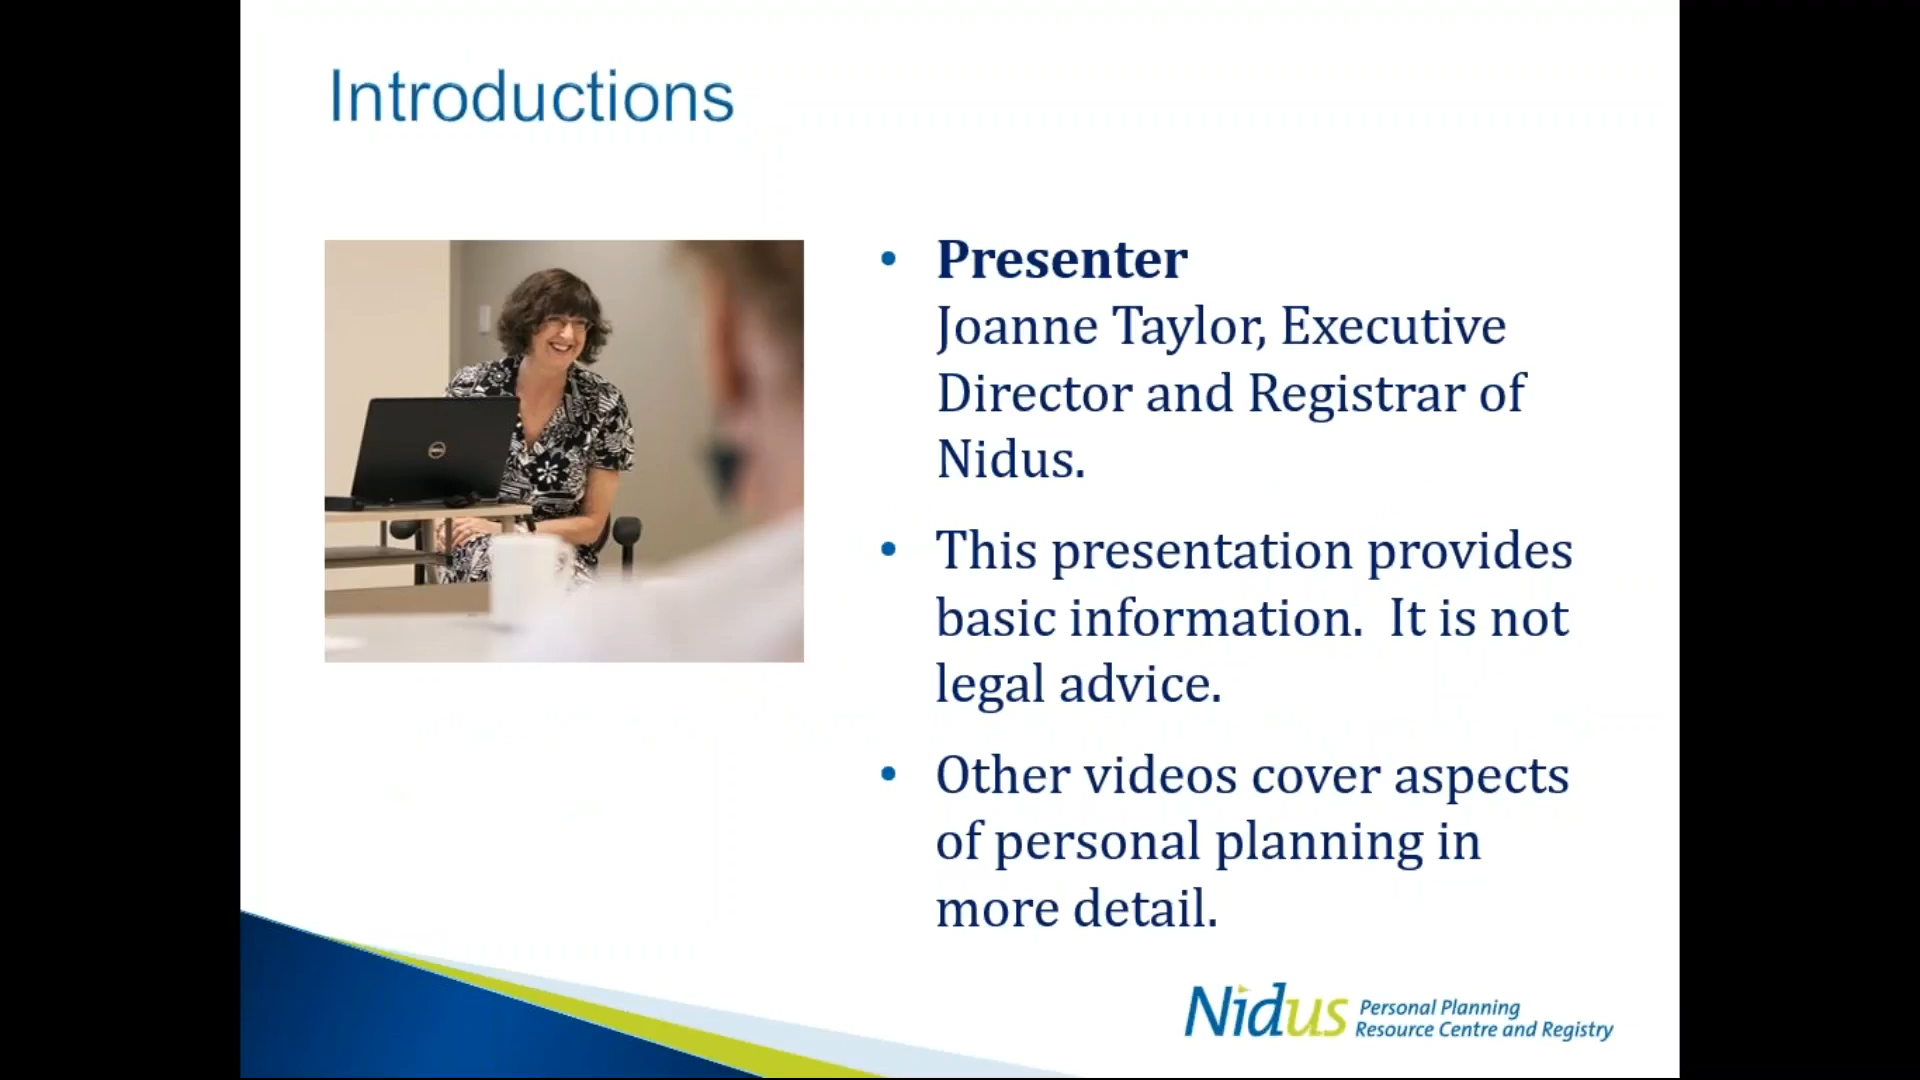 Introductions
• Presenter
Joanne Taylor, Executive
Director and Registrar of
Nidus.
• This presentation provides
basic information.  It is not
legal advice.
• Other videos cover aspects
of personal planning in
more detail.
Nidus Personal Planning
Resource Centre and Registry
DELL